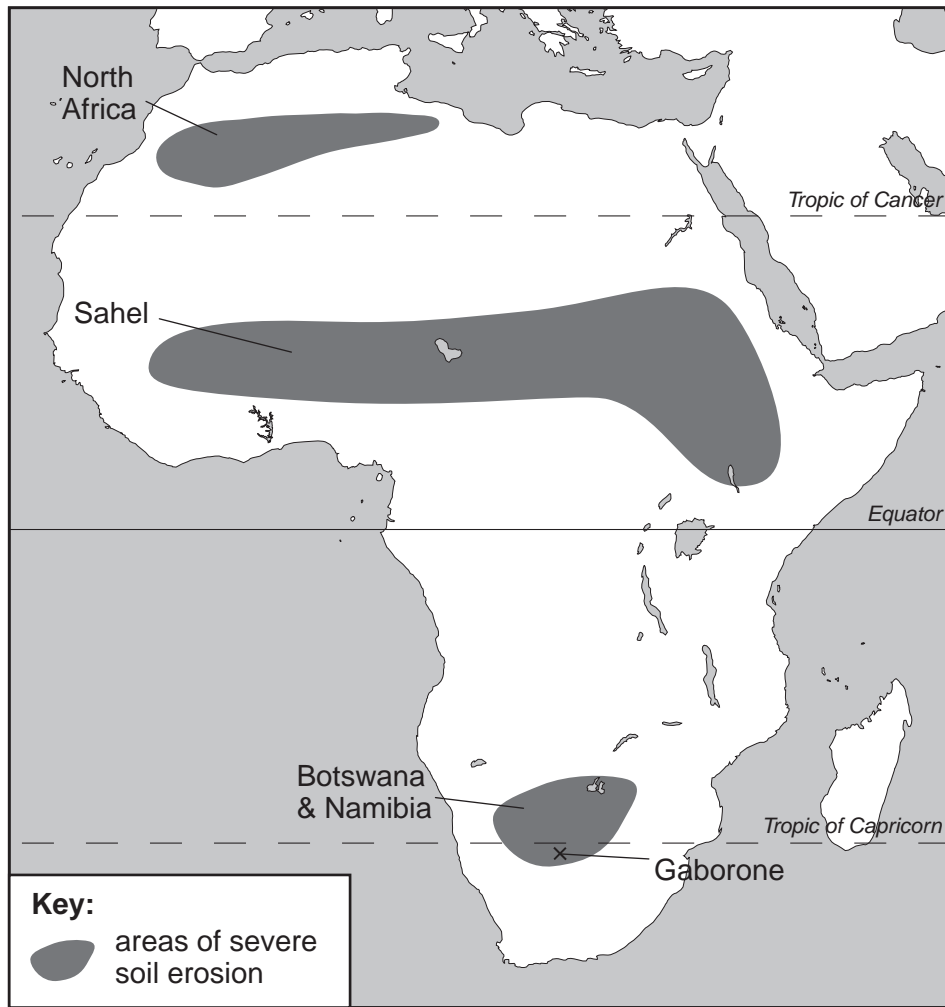 North
Africa
Tropic of Cancer
Sahel
Equator
Botswana
& Namibia
Tropic of Capricorn
Gaborone
Key:
areas of severe
soil erosion